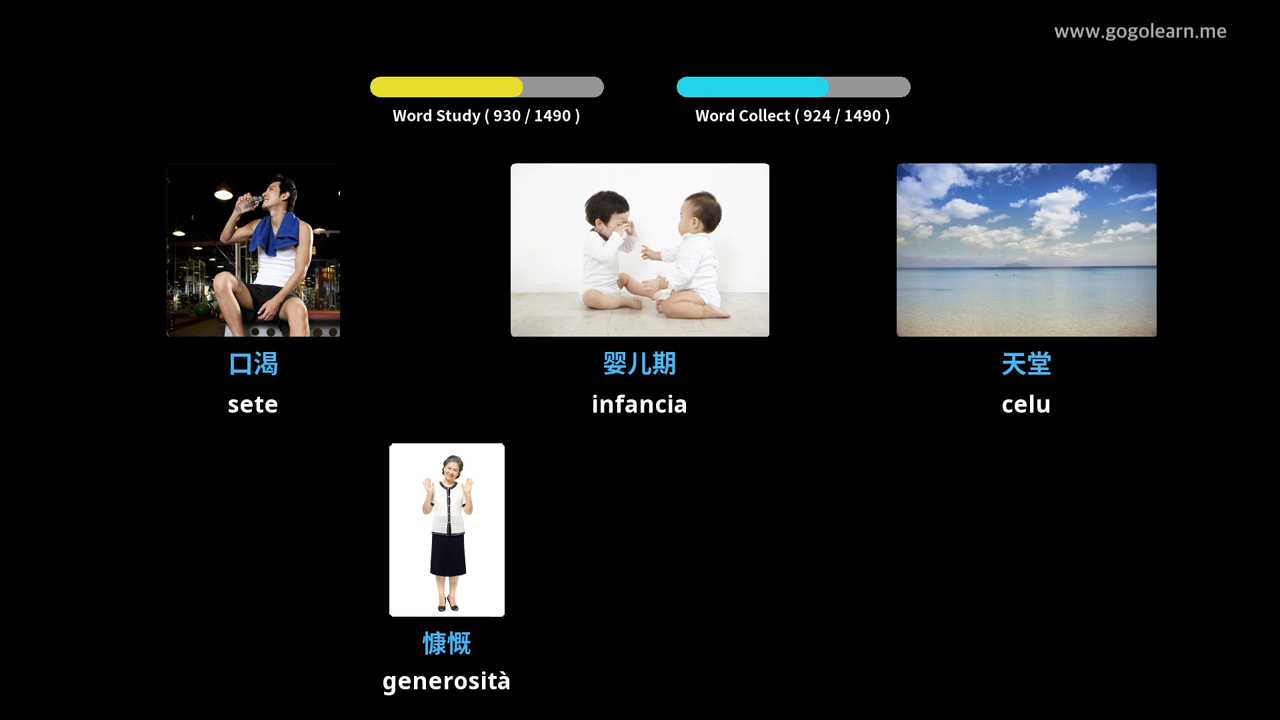 www.gogolearn.me
Word Study ( 930 / 1490 )
Word Collect ( 924 / 1490 )
口渴
sete
婴儿期
infancia
天堂
celu
慷慨
generosità